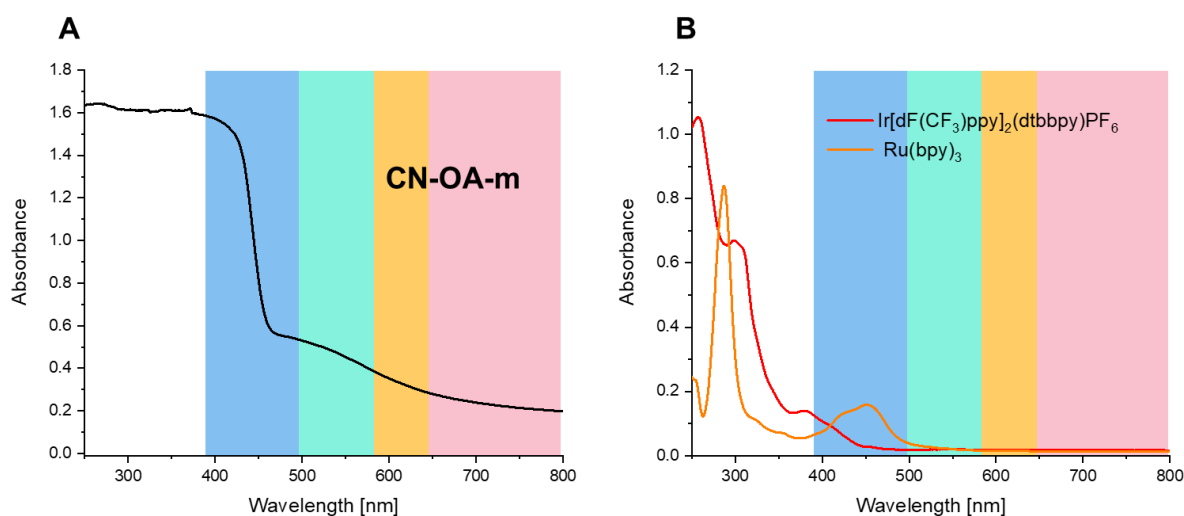 A
1.8
1.6
1.4
1.2
1.0
0.8
0.6
0.4
0.2
0.0
Absorbance
CN-OA-m
300 400 500 600 700 800
Wavelength [nm]
B
1.2
1.0
0.8
0.6
0.4
0.2
0.0
Absorbance
Ir[dF(CF₃)ppy]₂(dtbbpy)PF₆
Ru(bpy)₃
300 400 500 600 700 800
Wavelength [nm]